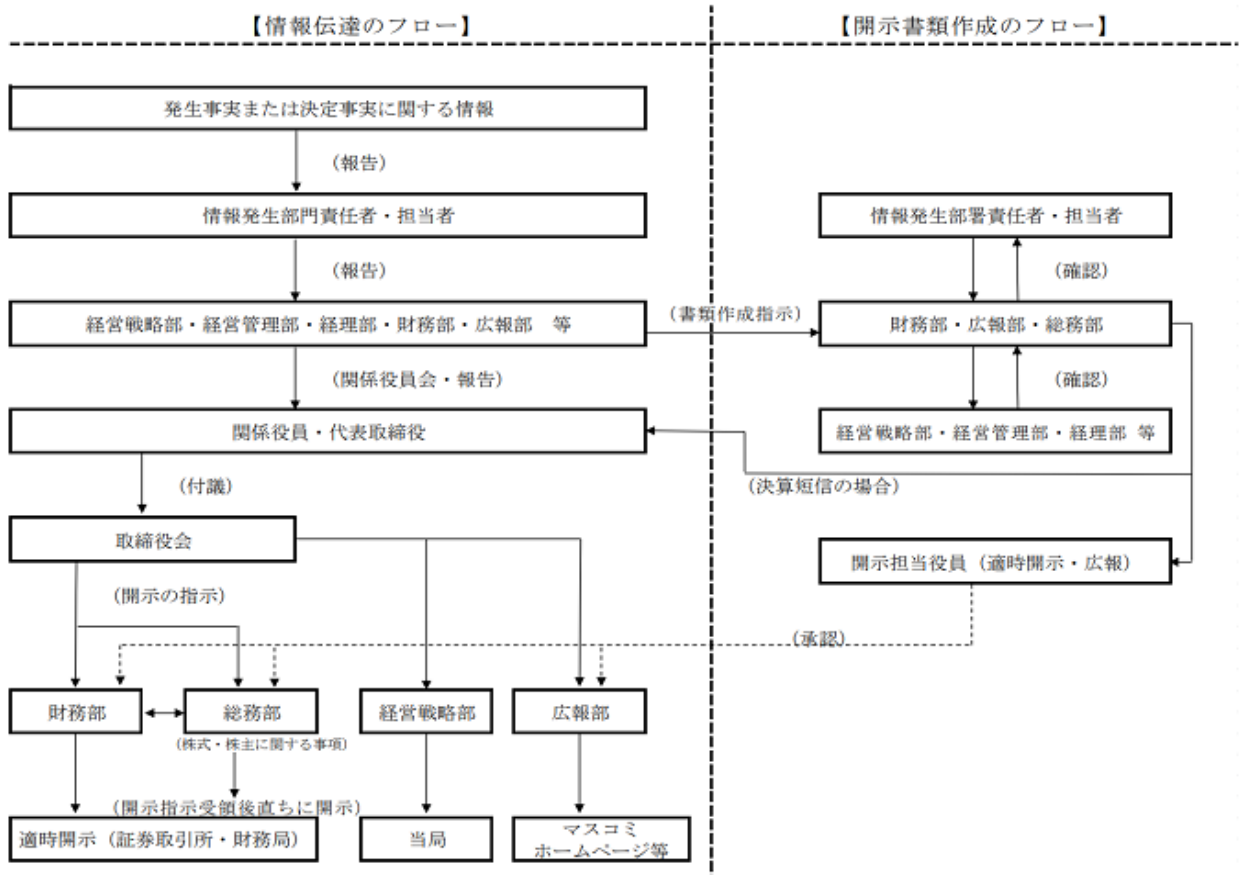 【情報伝達のフロー】
【開示書類作成のフロー】
発生事実または決定事実に関する情報
（報告）
情報発生部門責任者・担当者
情報発生部署責任者・担当者
（報告）
（確認）
経営戦略部・経営管理部・経理部・財務部・広報部 等
（書類作成指示）
財務部・広報部・総務部
（関係役員会・報告）
（確認）
関係役員・代表取締役
経営戦略部・経営管理部・経理部 等
（付議）
（決算短信の場合）
取締役会
開示担当役員（適時開示・広報）
（開示の指示）
（承認）
財務部
総務部
経営戦略部
広報部
（株式・株主に関する事項）
（開示指示受領後直ちに開示）
適時開示（証券取引所・財務局）
当局
マスコミ
ホームページ等